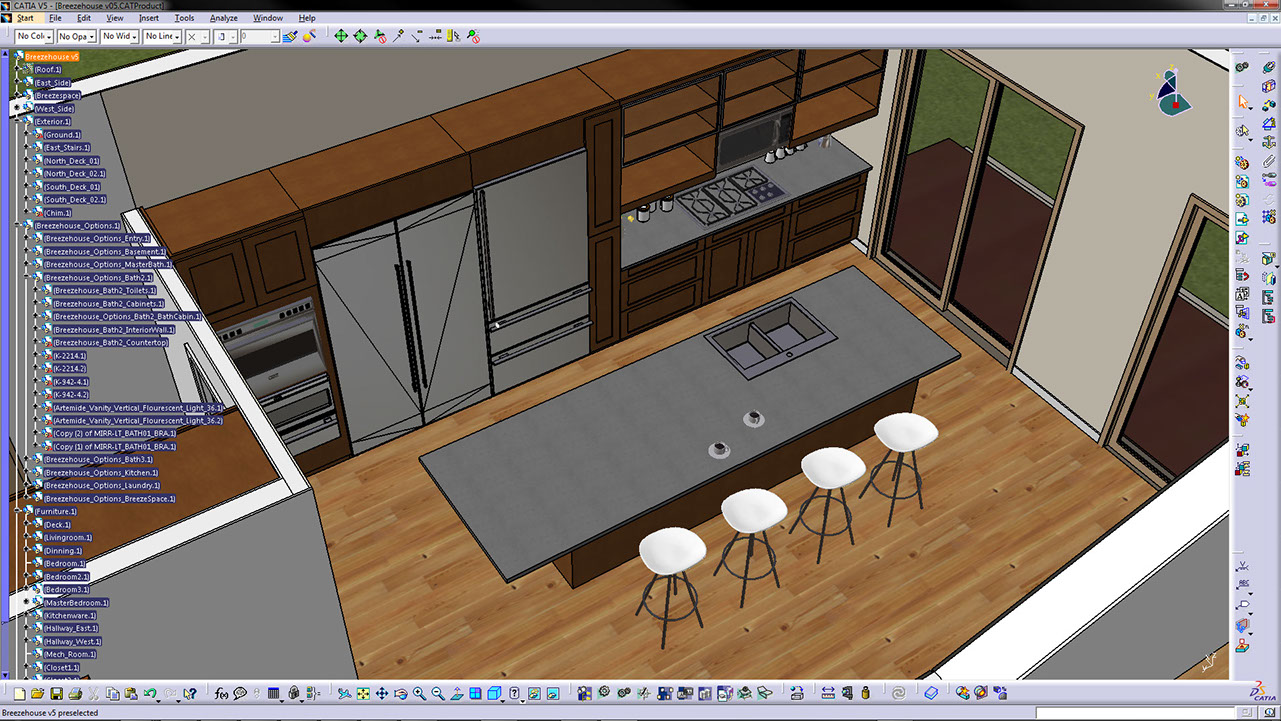 CATIA V5 - [Breezehouse v05.CATProduct]
Start File Edit View Insert Tools Analyze Window Help
No Col No Opa No Wid No Line 0
Breezehouse v5
(Roof.1)
(East_Side)
(Breezespace)
(West_Side)
(Exterior.1)
(Ground.1)
(East_Stairs.1)
(North_Deck_01)
(North_Deck_02.1)
(South_Deck_01)
(South_Deck_02.1)
(Chim.1)
(Breezehouse_Options.1)
(Breezehouse_Options_Entry.1)
(Breezehouse_Options_Basement.1)
(Breezehouse_Options_MasterBath.1)
(Breezehouse_Options_Bath2.1)
(Breezehouse_Bath2_Toilets.1)
(Breezehouse_Bath2_Cabinets.1)
(Breezehouse_Options_Bath2_BathCabin.1)
(Breezehouse_Bath2_InteriorWall.1)
(Breezehouse_Bath2_Countertop)
(K-2214.1)
(K-2214.2)
(K-942-4.1)
(K-942-4.2)
(Artemide_Vanity_Vertical_Flourescent_Light_36.1)
(Artemide_Vanity_Vertical_Flourescent_Light_36.2)
(Copy (2) of MIRR-LT_BATH01_BRA.1)
(Copy (1) of MIRR-LT_BATH01_BRA.1)
(Breezehouse_Options_Bath3.1)
(Breezehouse_Options_Kitchen.1)
(Breezehouse_Options_Laundry.1)
(Breezehouse_Options_BreezeSpace.1)
(Furniture.1)
(Deck.1)
(Livingroom.1)
(Dinning.1)
(Bedroom.1)
(Bedroom2.1)
(Bedroom3.1)
(MasterBedroom.1)
(Kitchenware.1)
(Hallway_East.1)
(Hallway_West.1)
(Mech_Room.1)
(Closet1.1)
f(x)
CATIA
Breezehouse v5 preselected